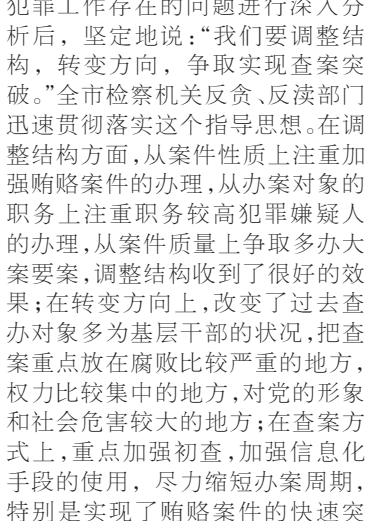 犯罪工作存在的问题进行深入分
析后，坚定地说：“我们要调整结
构，转变方向，争取实现查案突
破。”全市检察机关反贪、反渎部门
迅速贯彻落实这个指导思想。在调
整结构方面，从案件性质上注重加
强贿赂案件的办理，从办案对象的
职务上注重职务较高犯罪嫌疑人
的办理，从案件质量上争取多办大
案要案，调整结构收到了很好的效
果；在转变方向上，改变了过去查
办对象多为基层干部的状况，把查
案重点放在腐败比较严重的地方，
权力比较集中的地方，对党的形象
和社会危害较大的地方；在查案方
式上，重点加强初查，加强信息化
手段的使用，尽力缩短办案周期，
特别是实现了贿赂案件的快速突